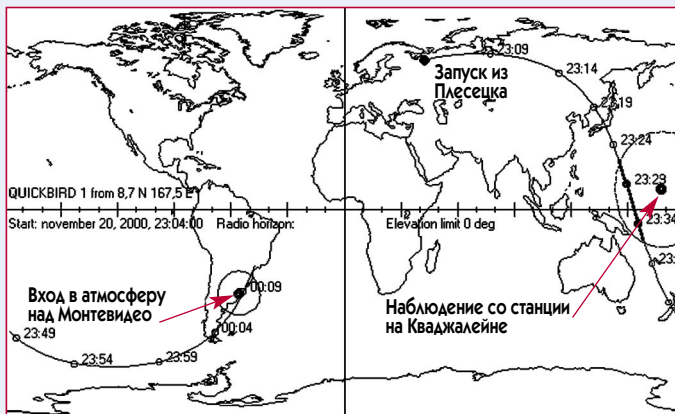 23:09
Запуск из
Плесецка
23:14
23:19
23:24
QUICKBIRD 1 from 8,7 N 167,5 E
23:29
Start: november 20, 2000, 23:04:00 Radio horizon: Elevation limit 0 deg
23:34
Вход в атмосферу
над Монтевидео
00:09
Наблюдение со станции
на Кваджалейне
23:49
00:04
23:54
23:59